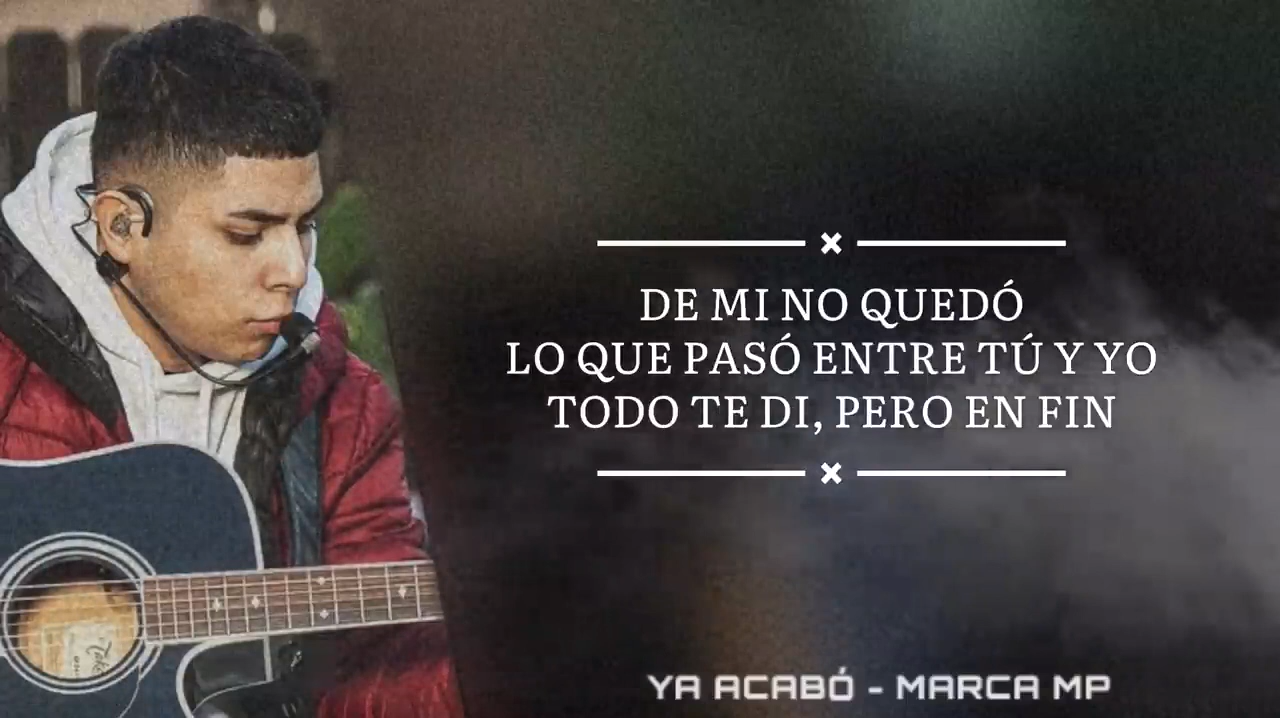 DE MI NO QUEDÓ
LO QUE PASÓ ENTRE TÚ Y YO
TODO TE DI, PERO EN FIN
YA ACABÓ - MARCA MP